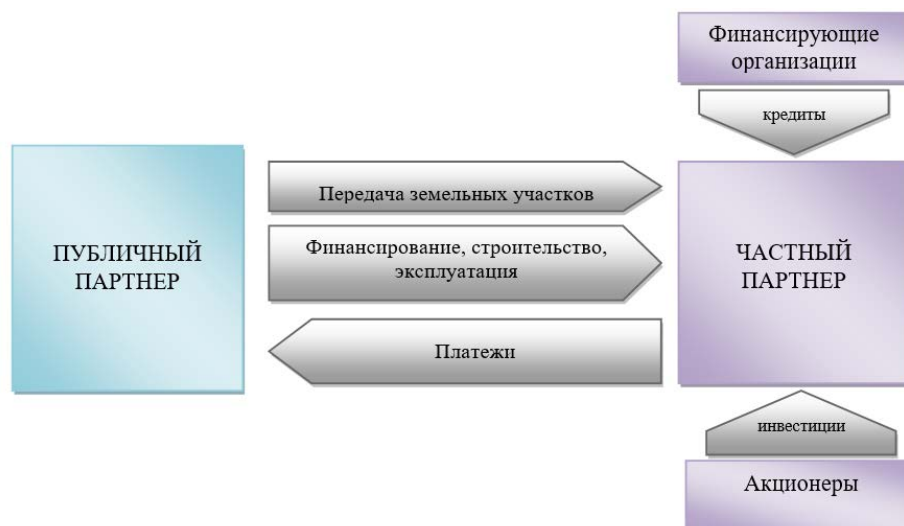 Финансирующие
организации
кредиты
Передача земельных участков
ПУБЛИЧНЫЙ
ПАРТНЕР
Финансирование, строительство,
эксплуатация
ЧАСТНЫЙ
ПАРТНЕР
Платежи
инвестиции
Акционеры